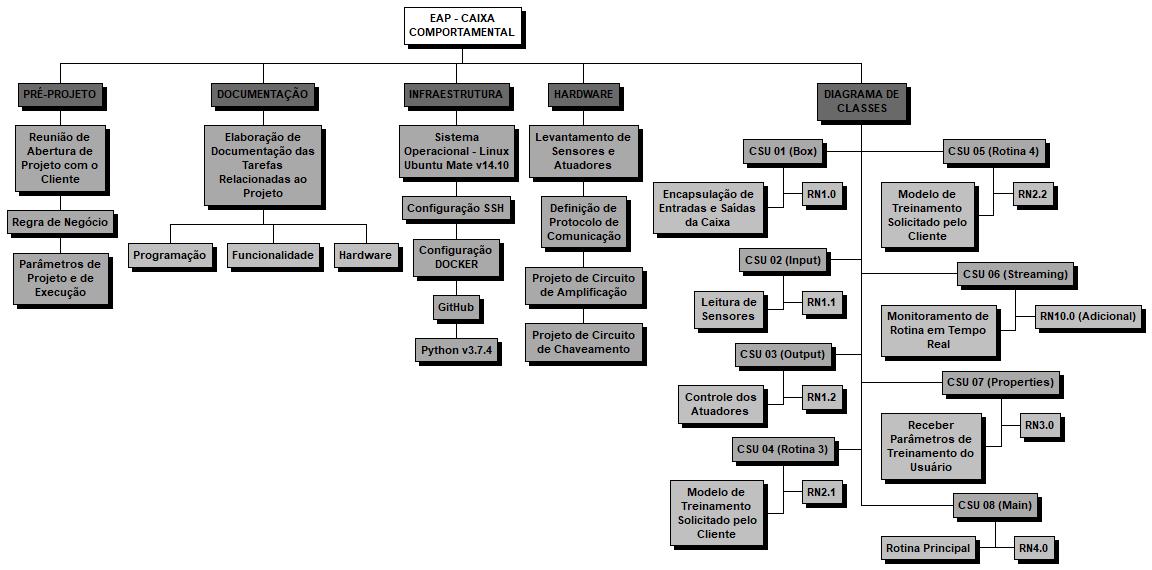 EAP - CAIXA
COMPORTAMENTAL
PRÉ-PROJETO
Reunião de
Abertura de
Projeto com o
Cliente
Regra de Negócio
Parâmetros de
Projeto e de
Execução
DOCUMENTAÇÃO
Elaboração de
Documentação das
Tarefas
Relacionadas ao
Projeto
Programação
Funcionalidade
Hardware
INFRAESTRUTURA
Sistema
Operacional - Linux
Ubuntu Mate v14.10
Configuração SSH
Configuração
DOCKER
GitHub
Python v3.7.4
HARDWARE
Levantamento de
Sensores e
Atuadores
Definição de
Protocolo de
Comunicação
Projeto de Circuito
de Amplificação
Projeto de Circuito
de Chaveamento
DIAGRAMA DE
CLASSES
CSU 01 (Box)
RN1.0
Encapsulação de
Entradas e Saídas
da Caixa
CSU 02 (Input)
RN1.1
Leitura de
Sensores
CSU 03 (Output)
RN1.2
Controle dos
Atuadores
CSU 04 (Rotina 3)
RN2.1
Modelo de
Treinamento
Solicitado pelo
Cliente
CSU 05 (Rotina 4)
RN2.2
Modelo de
Treinamento
Solicitado pelo
Cliente
CSU 06 (Streaming)
RN10.0 (Adicional)
Monitoramento de
Rotina em Tempo
Real
CSU 07 (Properties)
RN3.0
Receber
Parâmetros de
Treinamento do
Usuário
CSU 08 (Main)
Rotina Principal
RN4.0